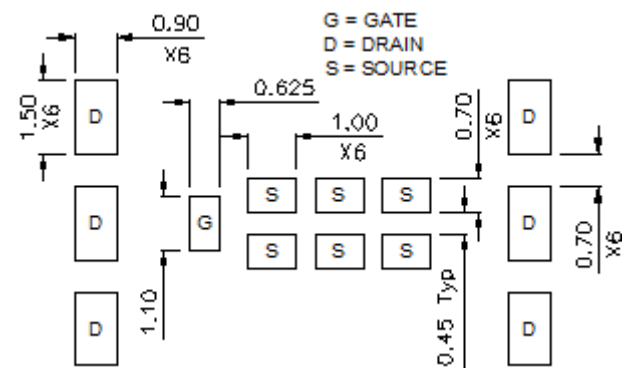 0.90
X6
G = GATE
D = DRAIN
S = SOURCE
1.50
X6
0.625
1.00
X6
0.70
X6
D
D
S
S
S
G
D
D
S
S
S
0.70
X6
1.10
0.45 Typ
D
D